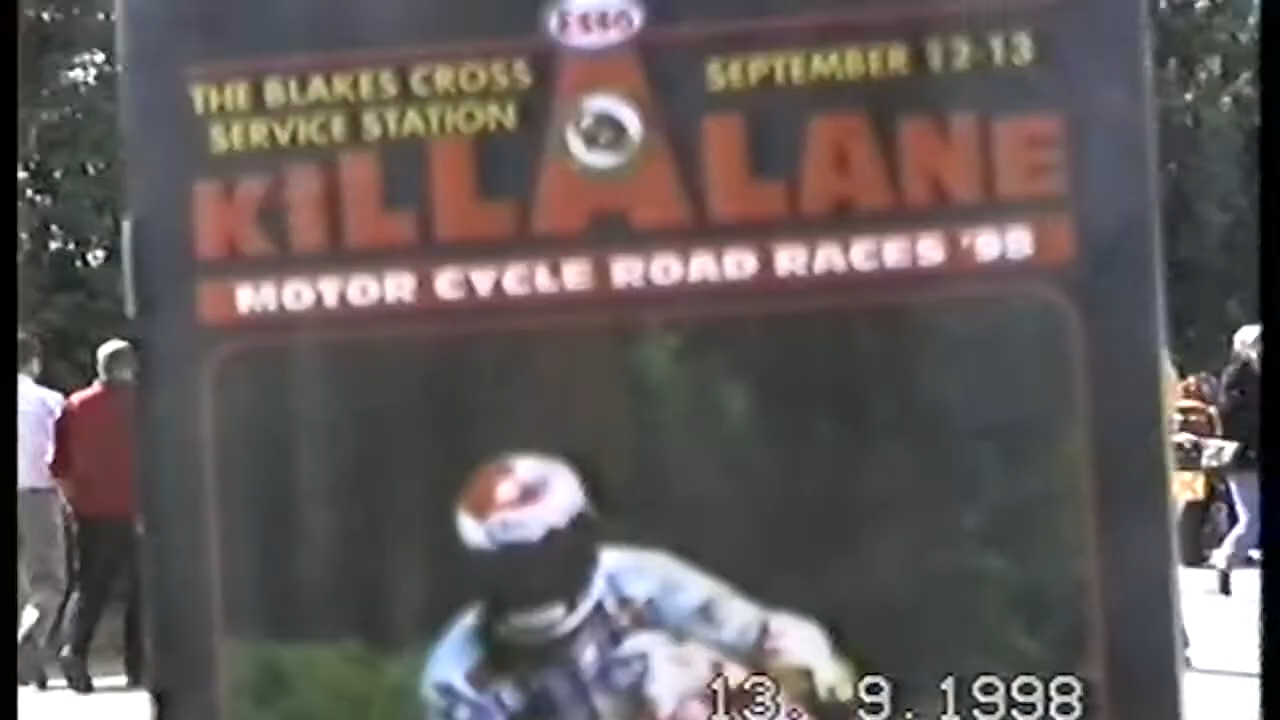 ESSO
THE BLAKES CROSS
SERVICE STATION
SEPTEMBER 12-13
KILLALANE
MOTOR CYCLE ROAD RACES '98
13. 9.1998